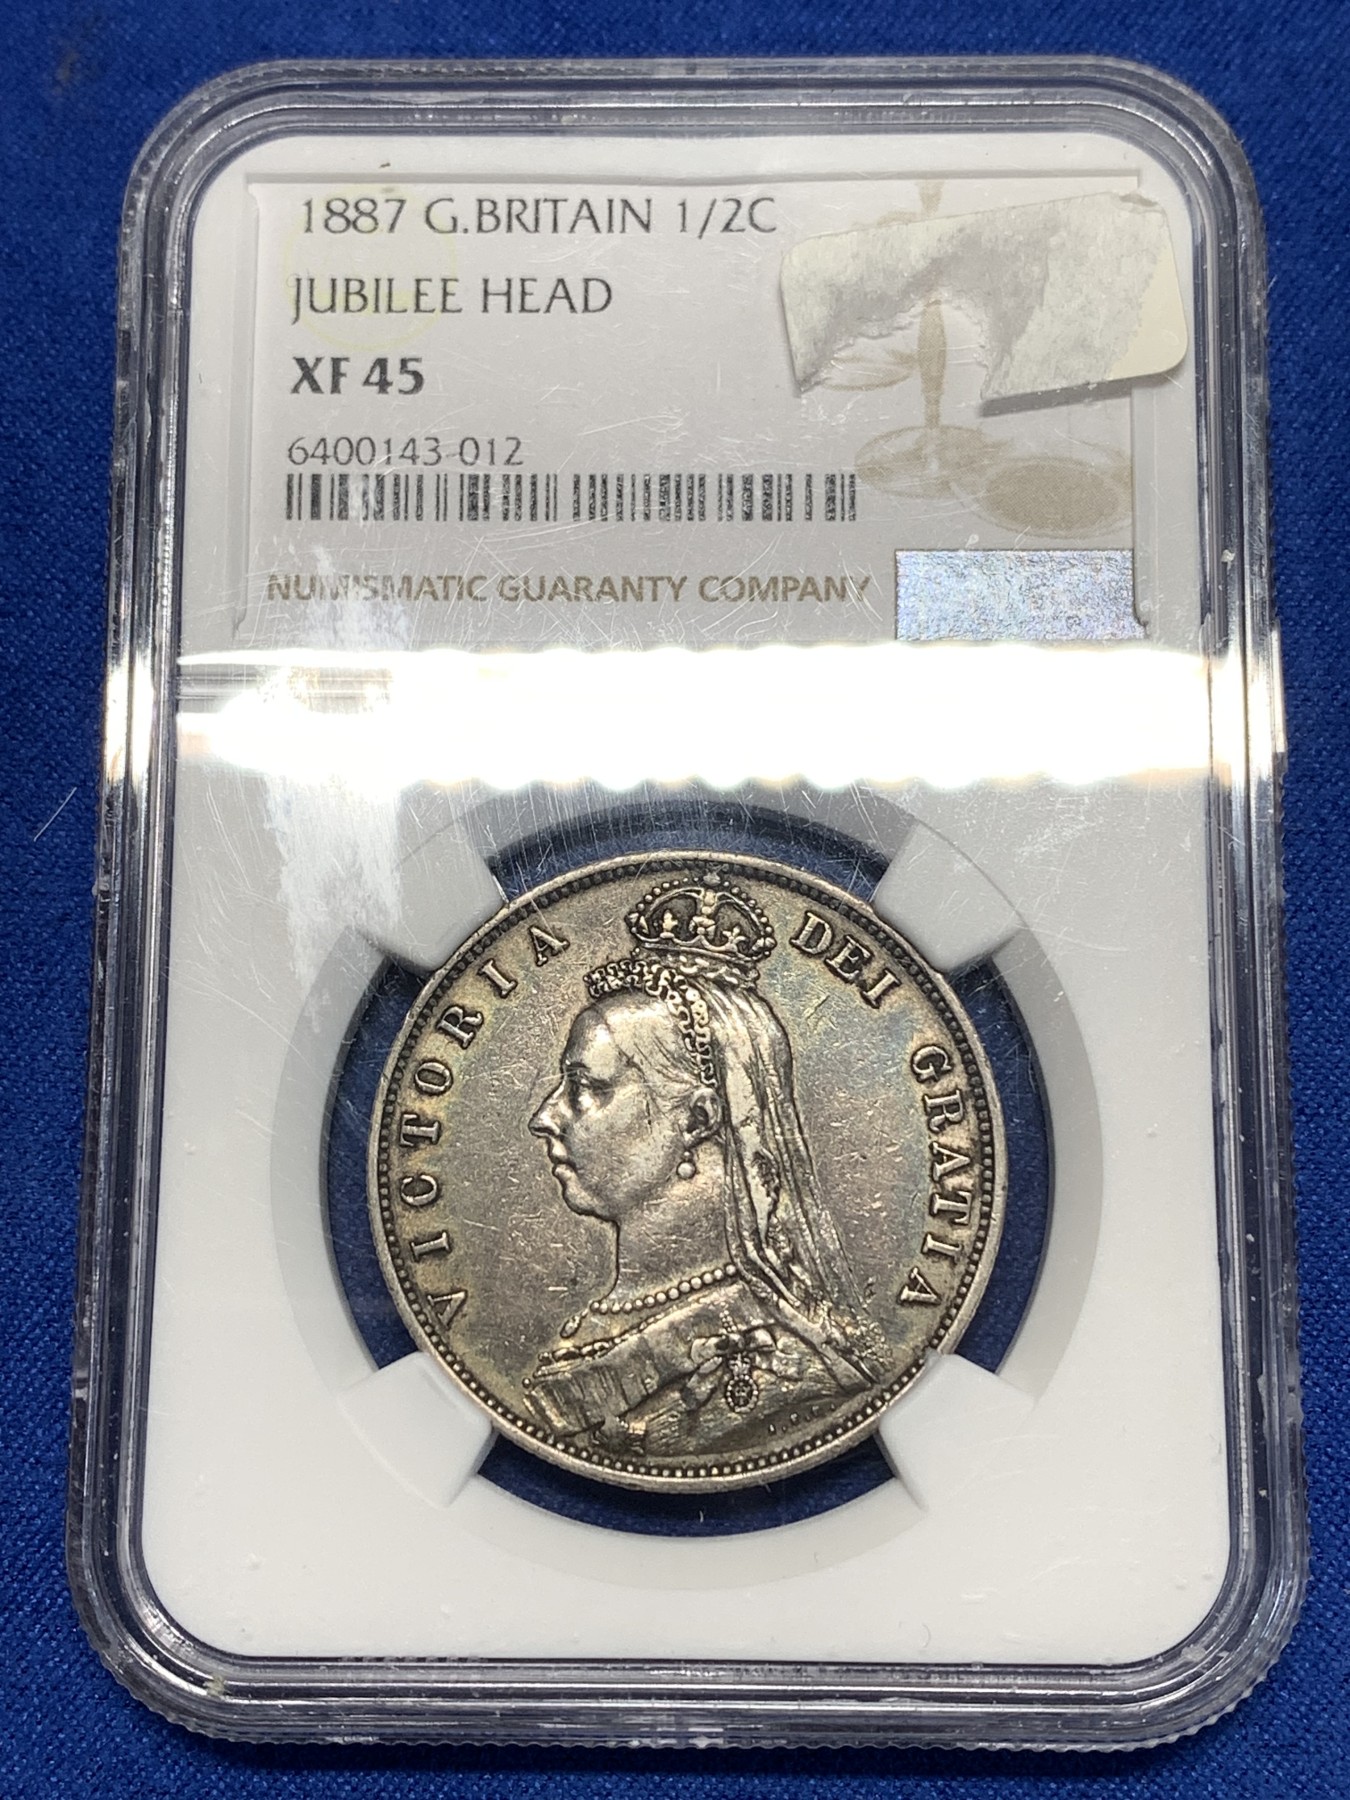 1887 G.BRITAIN 1/2C
JUBILEE HEAD
XF 45
6400143-012
NUMISMATIC GUARANTY COMPANY
VICTORIA DEI GRATIA
J.E.B.